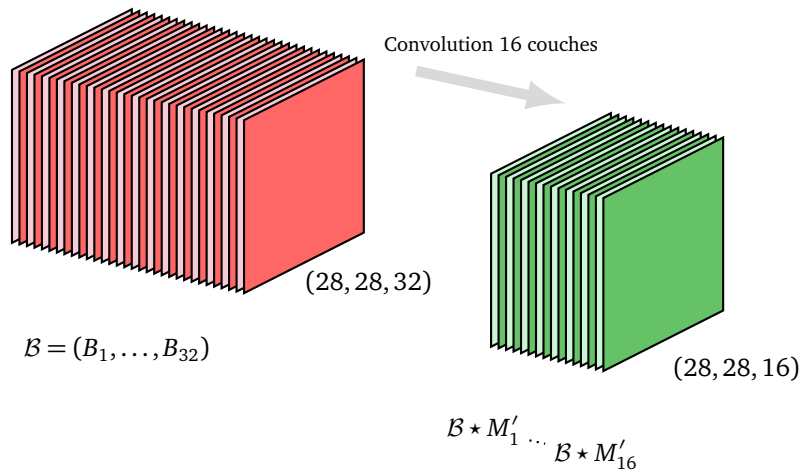 Convolution 16 couches
(28, 28, 32)
ℬ = (B₁, . . . , B₃₂)
(28, 28, 16)
ℬ ⋆ M′₁ ... ℬ ⋆ M′₁₆